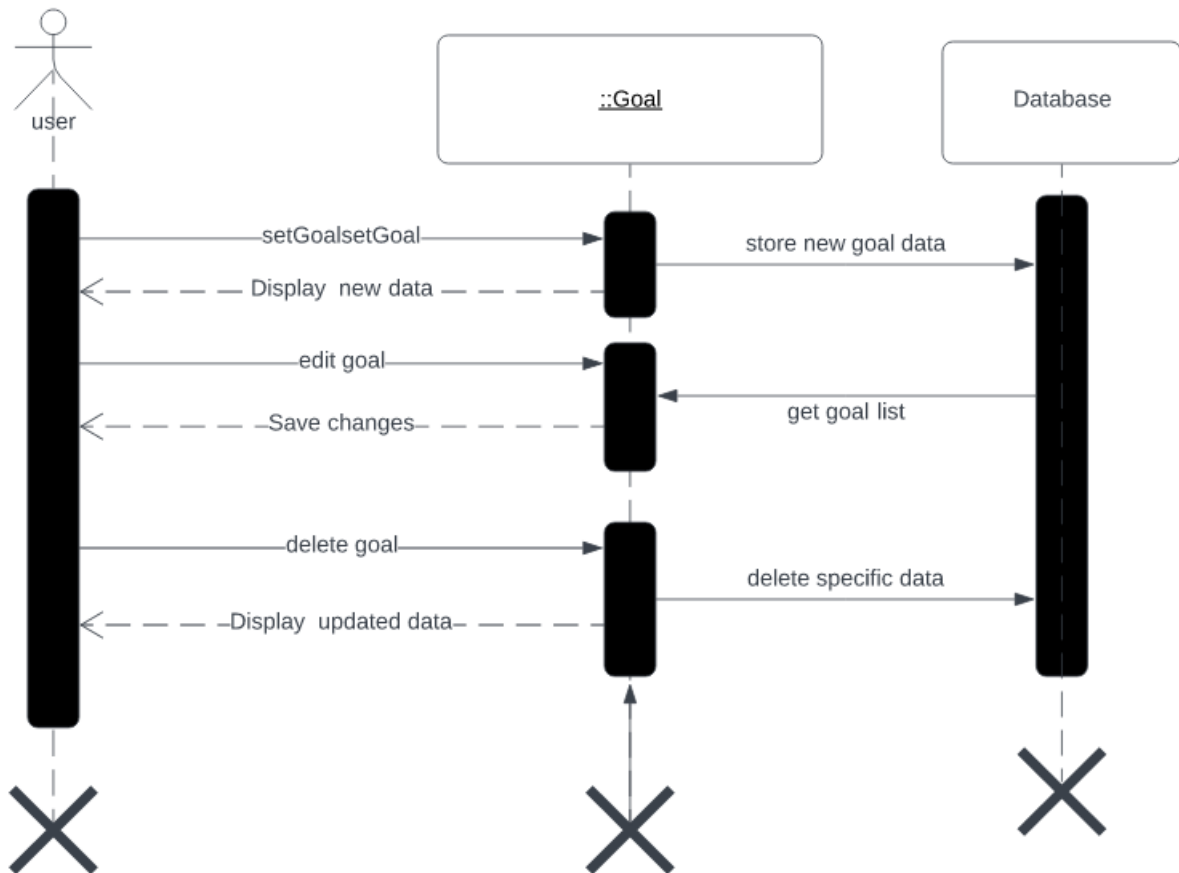 user
::Goal
Database
setGoalsetGoal
store new goal data
Display new data
edit goal
get goal list
Save changes
delete goal
delete specific data
Display updated data